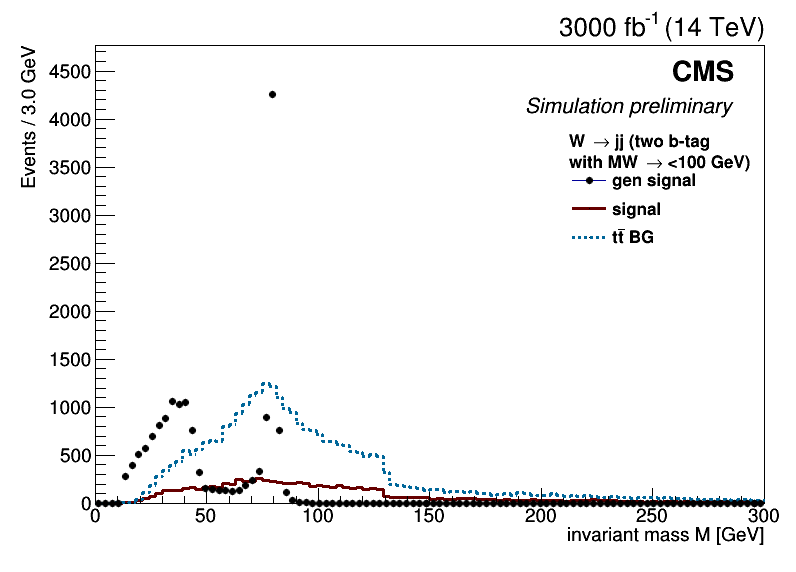 3000 fb-1 (14 TeV)
Events / 3.0 GeV
4500
4000
3500
3000
2500
2000
1500
1000
500
0
CMS
Simulation preliminary
W → jj (two b-tag
with MW → <100 GeV)
gen signal
signal
tt̄ BG
0 50 100 150 200 250 300
invariant mass M [GeV]